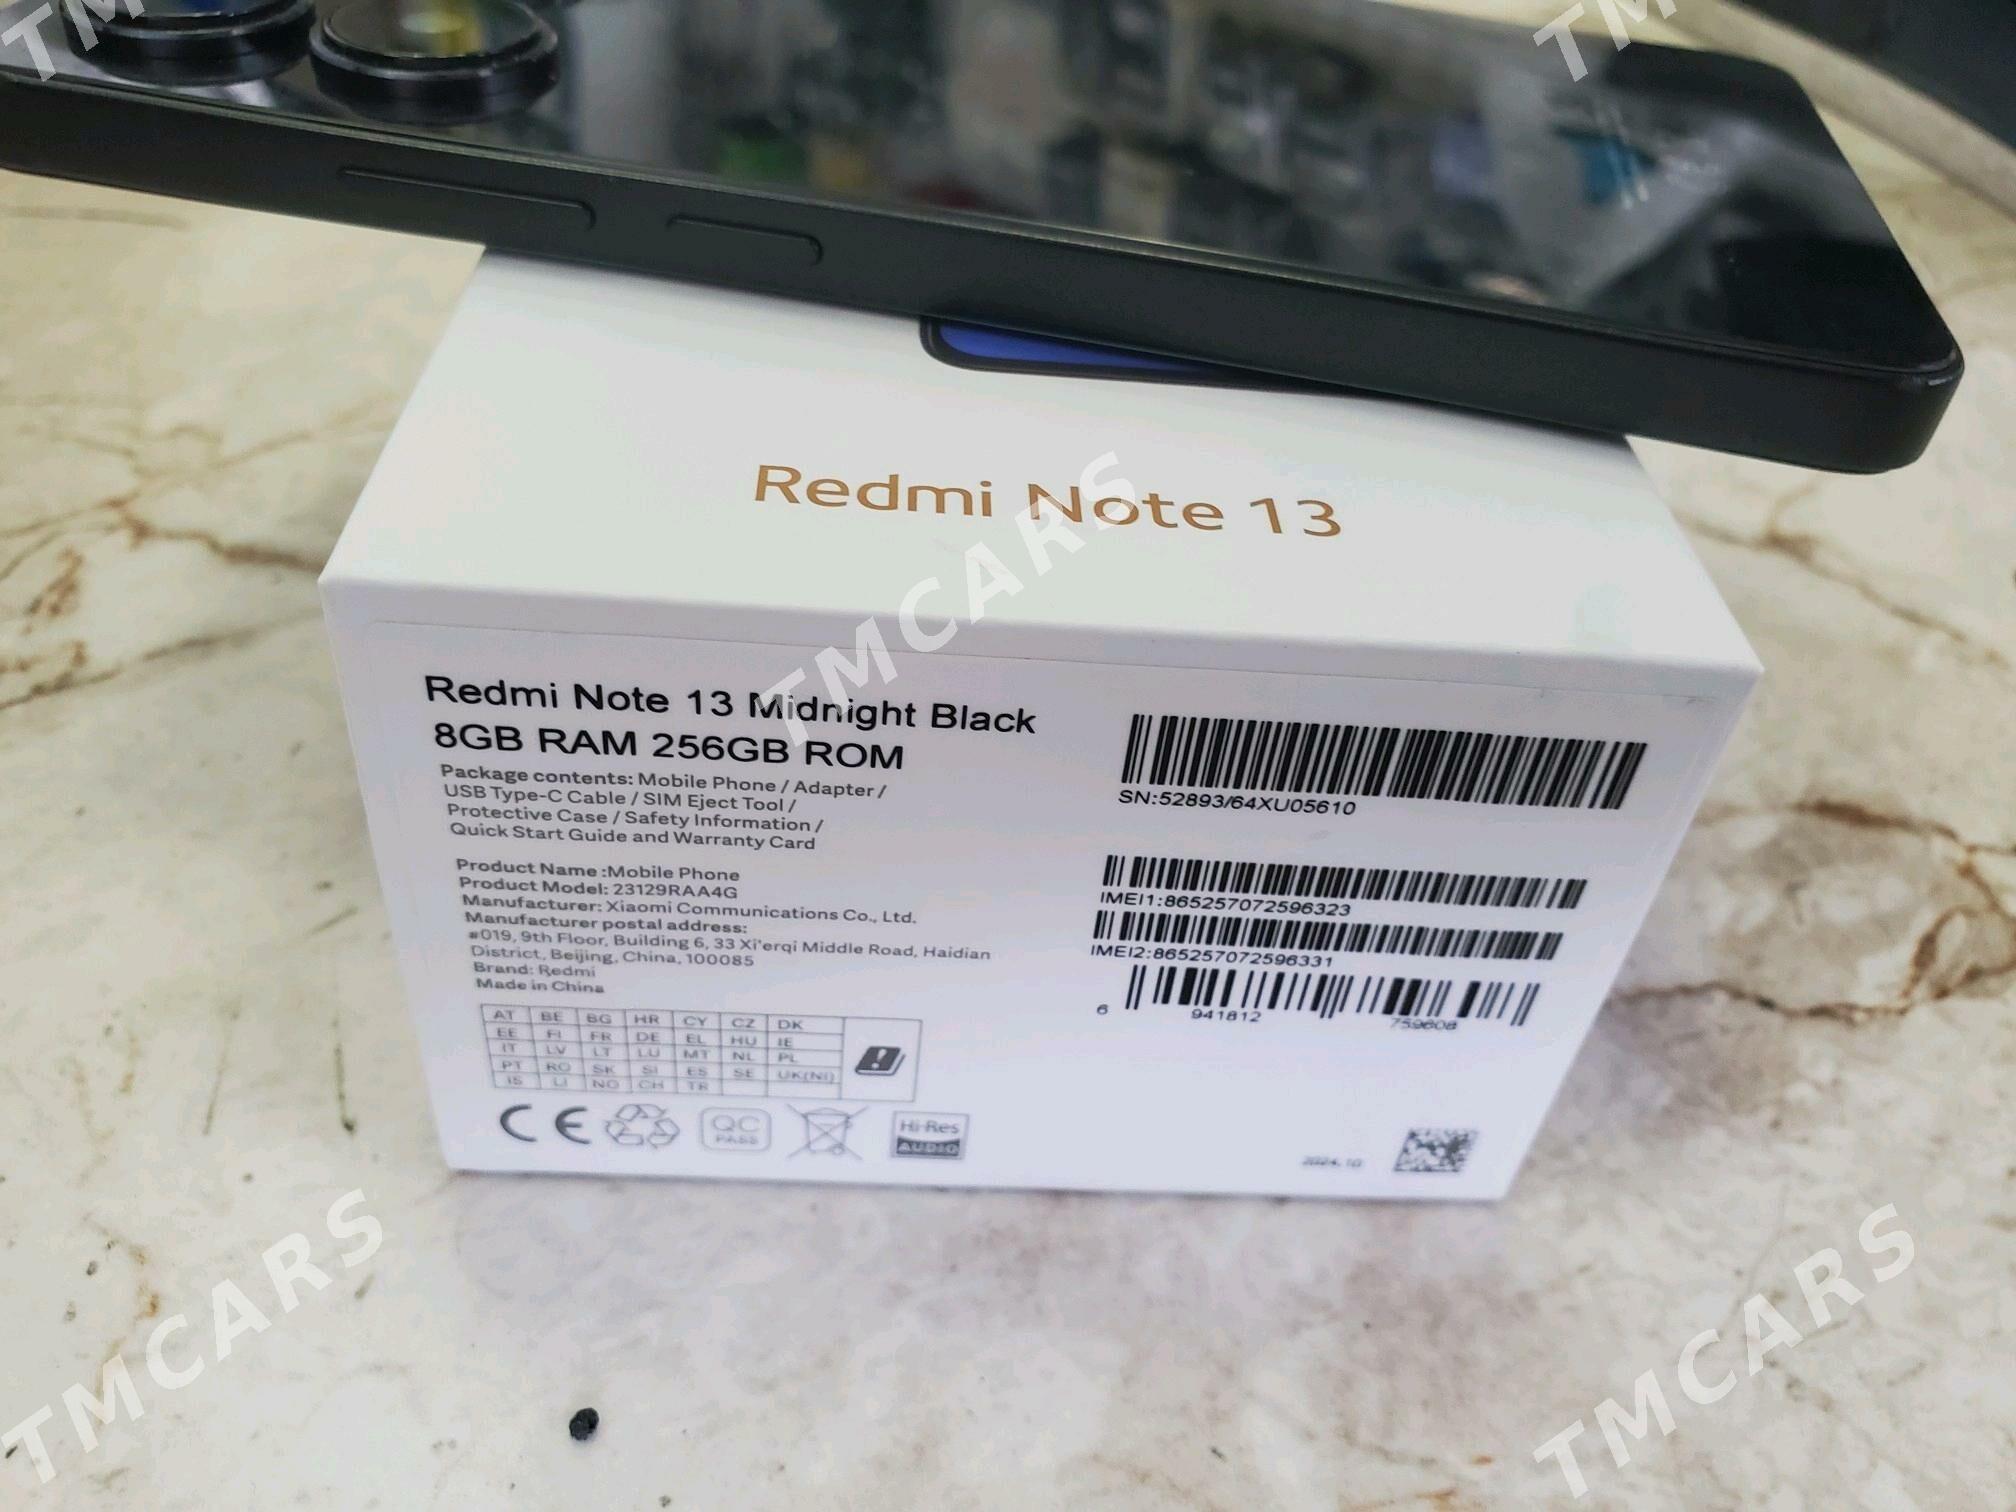 Redmi Note 13
Redmi Note 13 Midnight Black
8GB RAM 256GB ROM
Package contents: Mobile Phone / Adapter /
USB Type-C Cable / SIM Eject Tool /
Protective Case / Safety Information /
Quick Start Guide and Warranty Card
Product Name :Mobile Phone
Product Model: 23129RAA4G
Manufacturer: Xiaomi Communications Co., Ltd.
Manufacturer postal address:
#019, 9th Floor, Building 6, 33 Xi'erqi Middle Road, Haidian
District, Beijing, China, 100085
Brand: Redmi
Made in China
AT BE BG HR CY CZ DK
EE FI FR DE EL HU IE
IT LV LT LU MT NL PL
PT RO SK SI ES SE UK(NI)
IS LI NO CH TR
CE
QC
PASS
Hi-Res
AUDIO
SN:52893/64XU05610
IMEI1:865257072596323
IMEI2:865257072596331
6 941812 759608
2024.10
TMCARS
TMCARS
TMCARS